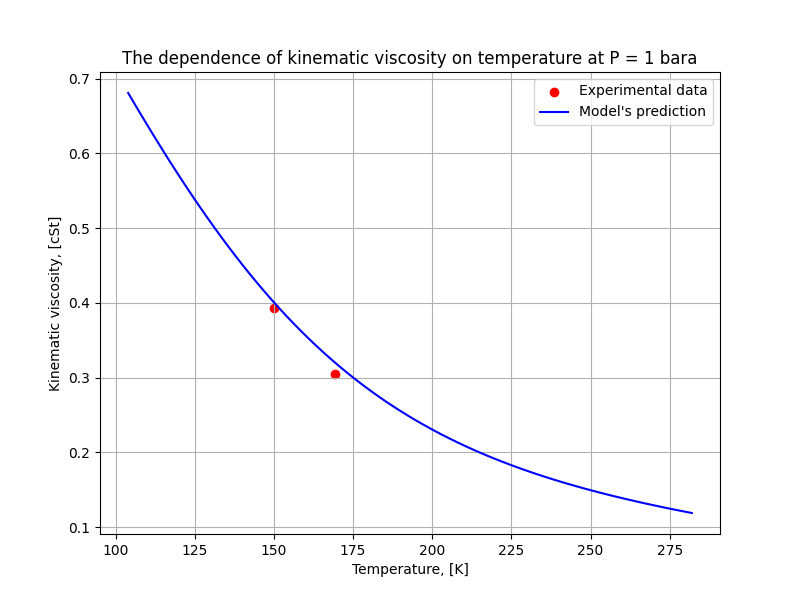 The dependence of kinematic viscosity on temperature at P = 1 bara
Experimental data
Model's prediction
0.7
0.6
0.5
0.4
0.3
0.2
0.1
Kinematic viscosity, [cSt]
100 125 150 175 200 225 250 275
Temperature, [K]